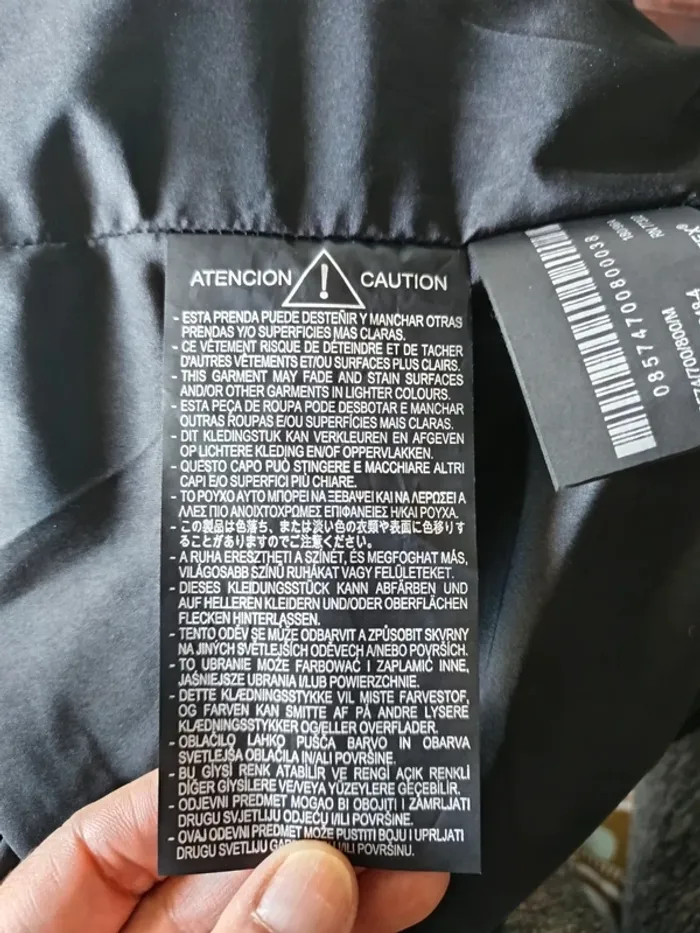 ATENCION ! CAUTION
- ESTA PRENDA PUEDE DESTEÑIR Y MANCHAR OTRAS
PRENDAS Y/O SUPERFICIES MAS CLARAS.
- CE VÊTEMENT RISQUE DE DÉTEINDRE ET DE TACHER
D'AUTRES VÊTEMENTS ET/OU SURFACES PLUS CLAIRS.
- THIS GARMENT MAY FADE AND STAIN SURFACES
AND/OR OTHER GARMENTS IN LIGHTER COLOURS.
- ESTA PEÇA DE ROUPA PODE DESBOTAR E MANCHAR
OUTRAS ROUPAS E/OU SUPERFÍCIES MAIS CLARAS.
- DIT KLEDINGSTUK KAN VERKLEUREN EN AFGEVEN
OP LICHTERE KLEDING EN/OF OPPERVLAKKEN.
- QUESTO CAPO PUÒ STINGERE E MACCHIARE ALTRI
CAPI E/O SUPERFICI PIÙ CHIARE.
- ΤΟ ΡΟΥΧΟ ΑΥΤΟ ΜΠΟΡΕΙ ΝΑ ΞΕΒΑΨΕΙ ΚΑΙ ΝΑ ΛΕΡΩΣΕΙ Α
ΛΛΕΣ ΠΙΟ ΑΝΟΙΧΤΟΧΡΩΜΕΣ ΕΠΙΦΑΝΕΙΕΣ Η/ΚΑΙ ΡΟΥΧΑ.
- この製品は色落ち、または淡い色の衣類や表面に色移りす
ることがありますのでご注意ください。
- A RUHA ERESZTHETI A SZÍNÉT, ÉS MEGFOGHAT MÁS,
VILÁGOSABB SZÍNŰ RUHÁKAT VAGY FELÜLETEKET.
- DIESES KLEIDUNGSSTÜCK KANN ABFÄRBEN UND
AUF HELLEREN KLEIDERN UND/ODER OBERFLÄCHEN
FLECKEN HINTERLASSEN.
- TENTO ODĚV SE MŮŽE ODBARVIT A ZPŮSOBIT SKVRNY
NA JINÝCH SVĚTLEJŠÍCH ODĚVECH A/NEBO POVRŠÍCH.
- TO UBRANIE MOŻE FARBOWAĆ I ZAPLAMIĆ INNE,
JAŚNIEJSZE UBRANIA I/LUB POWIERZCHNIE.
- DETTE KLÆDNINGSSTYKKE VIL MISTE FARVESTOF,
OG FARVEN KAN SMITTE AF PÅ ANDRE LYSERE
KLÆDNINGSSTYKKER OG/ELLER OVERFLADER.
- OBLAČILO LAHKO PUŠČA BARVO IN OBARVA
SVETLEJŠA OBLAČILA IN/ALI POVRŠINE.
- BU GİYSİ RENK ATABİLİR VE RENGİ AÇIK RENKLİ
DİĞER GİYSİLERE VE/VEYA YÜZEYLERE GEÇEBİLİR.
- ODJEVNI PREDMET MOGAO BI OBOJITI I ZAMRLJATI
DRUGU SVJETLIJU ODJEĆU I/ILI POVRŠINE.
- OVAJ ODEVNI PREDMET MOŽE PUSTITI BOJU I UPRLJATI
DRUGU SVETLIJU I/ILI POVRŠINU.
0857470080038